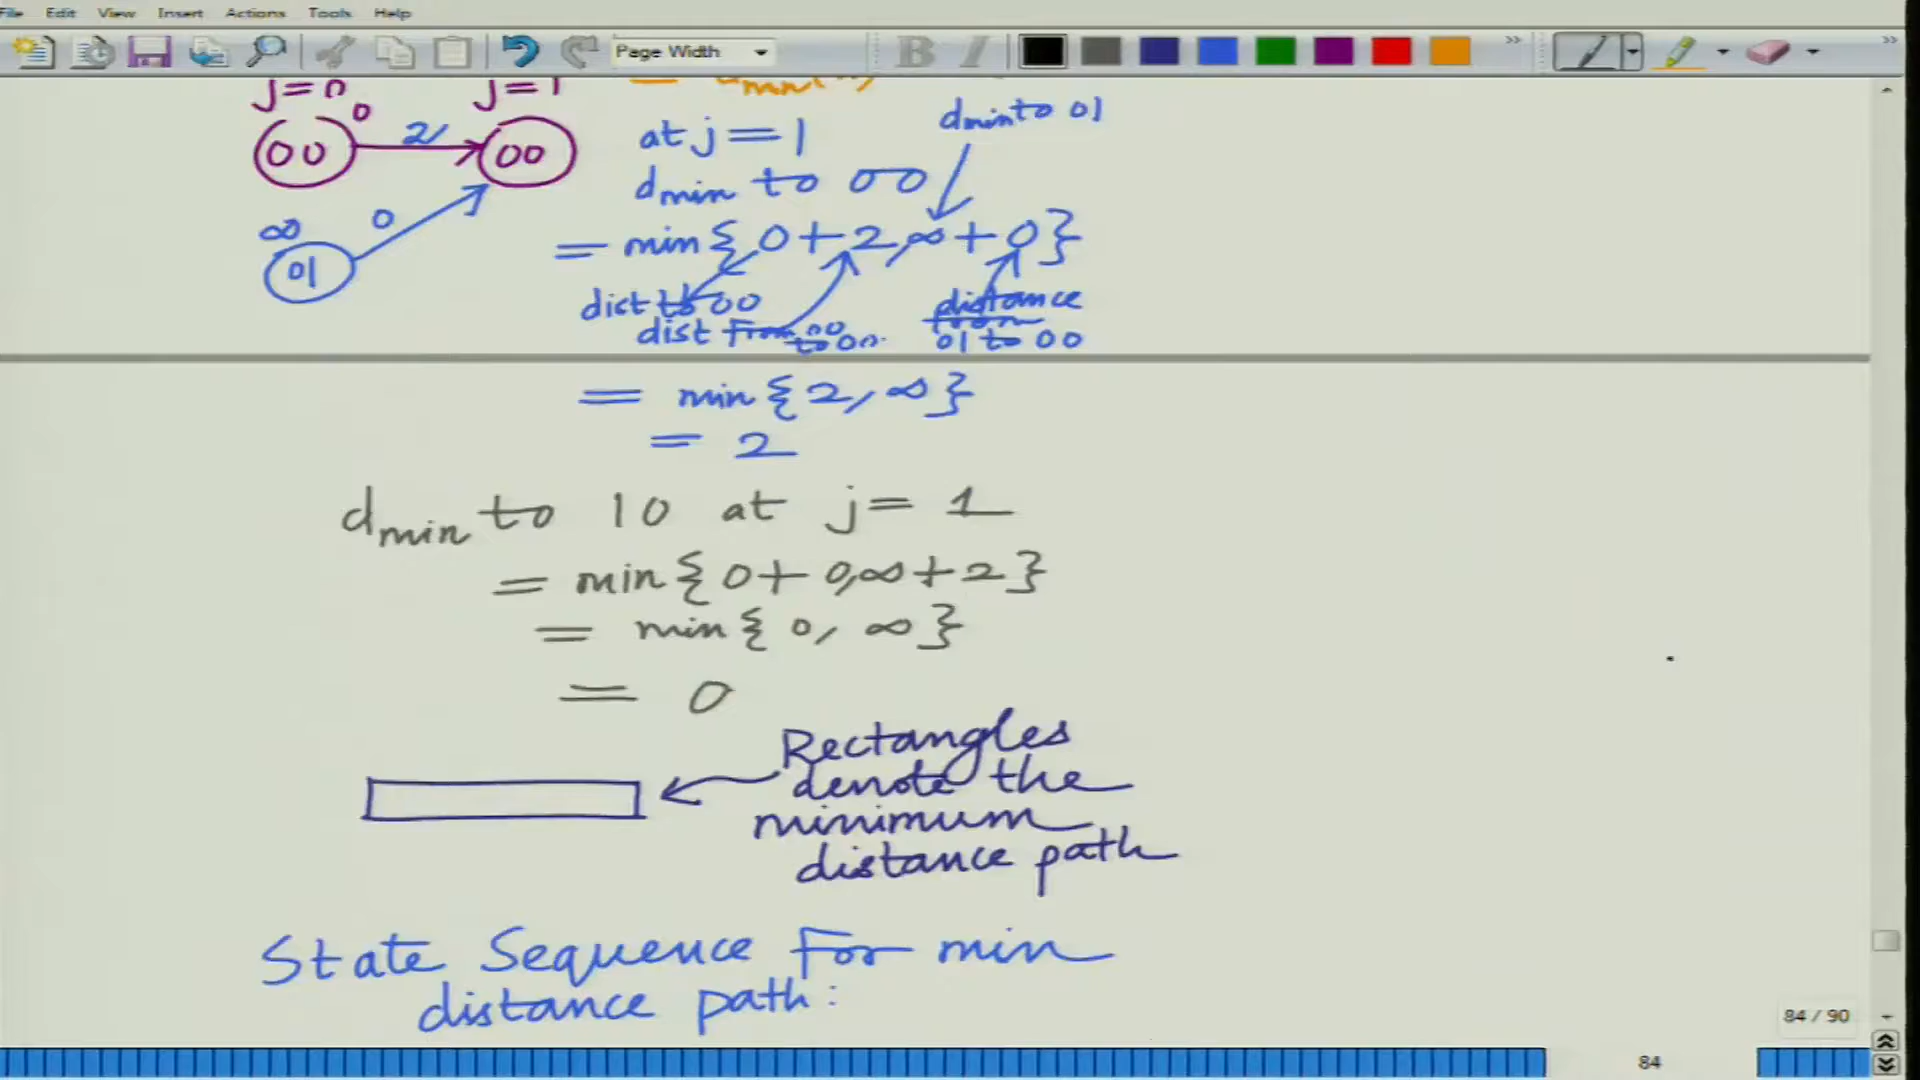 File Edit View Insert Actions Tools Help
Page Width
B I
j=0 j=1
0
00 2 00
∞ 0
01
at j = 1
dmin to 01
dmin to 00
= min{0+2,∞+0}
dist to 00
dist from 00 to 00
distance from 01 to 00
= min{2,∞}
= 2
dmin to 10 at j= 1
= min{0+0,∞+2}
= min{0, ∞}
= 0
Rectangles
denote the
minimum
distance path
State Sequence For min
distance path:
84 / 90
84